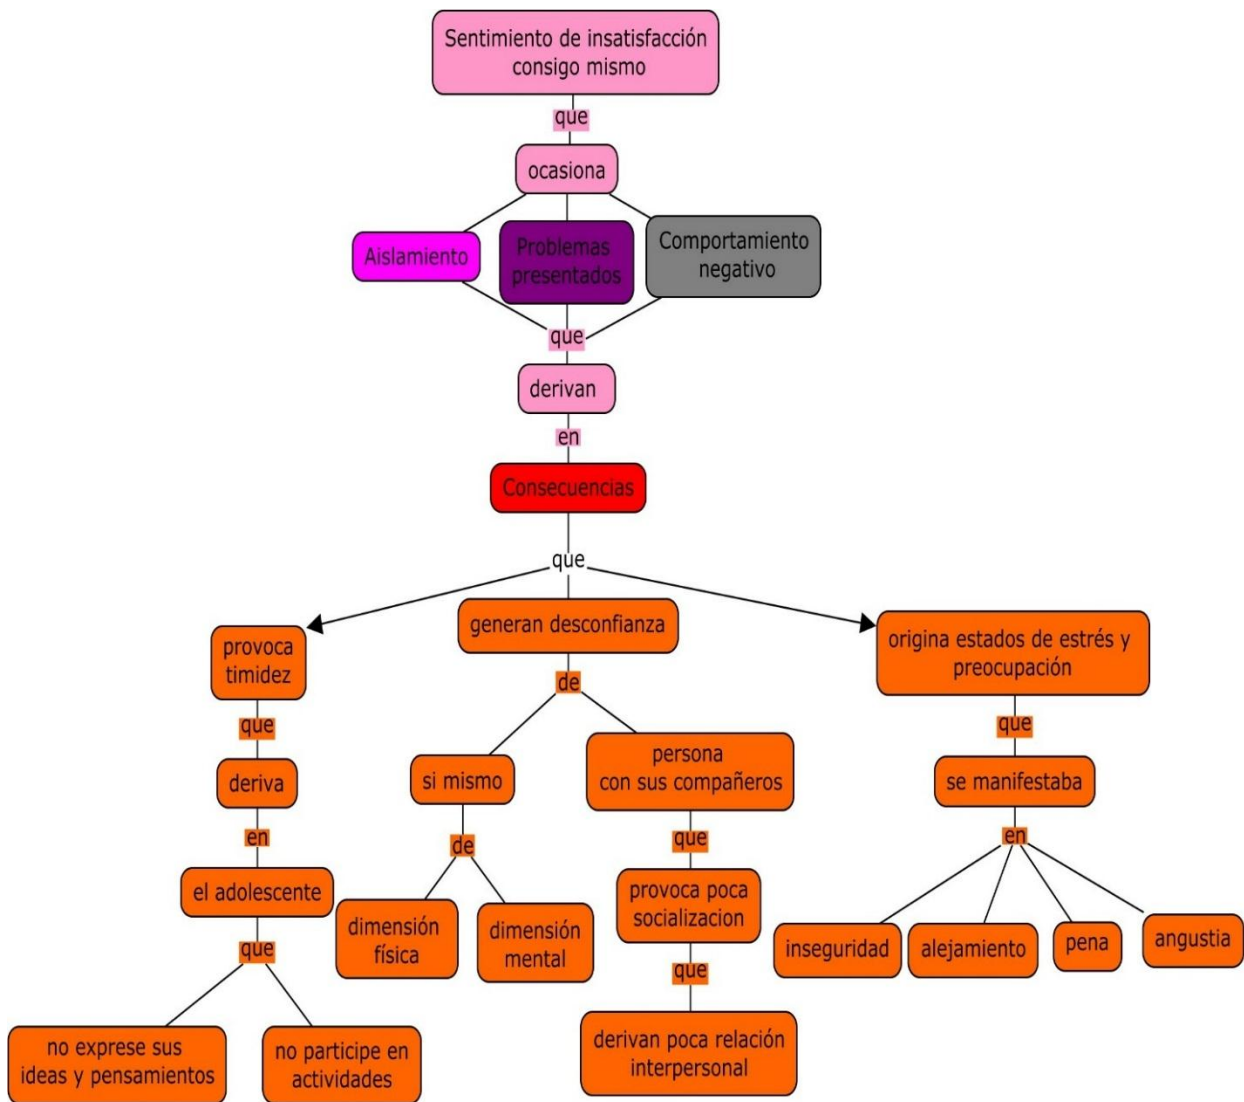 Sentimiento de insatisfacción
consigo mismo
que
ocasiona
Aislamiento
Problemas
presentados
Comportamiento
negativo
que
derivan
en
Consecuencias
que
provoca
timidez
que
deriva
en
el adolescente
que
no exprese sus
ideas y pensamientos
no participe en
actividades
generan desconfianza
de
si mismo
de
dimensión
física
dimensión
mental
persona
con sus compañeros
que
provoca poca
socializacion
que
derivan poca relación
interpersonal
origina estados de estrés y
preocupación
que
se manifestaba
en
inseguridad
alejamiento
pena
angustia